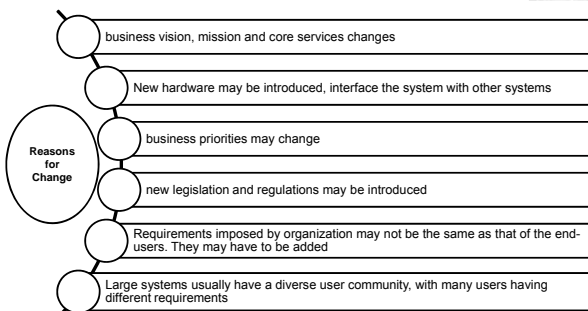 business vision, mission and core services changes
New hardware may be introduced, interface the system with other systems
business priorities may change
Reasons
for
Change
new legislation and regulations may be introduced
Requirements imposed by organization may not be the same as that of the end-
users. They may have to be added
Large systems usually have a diverse user community, with many users having
different requirements